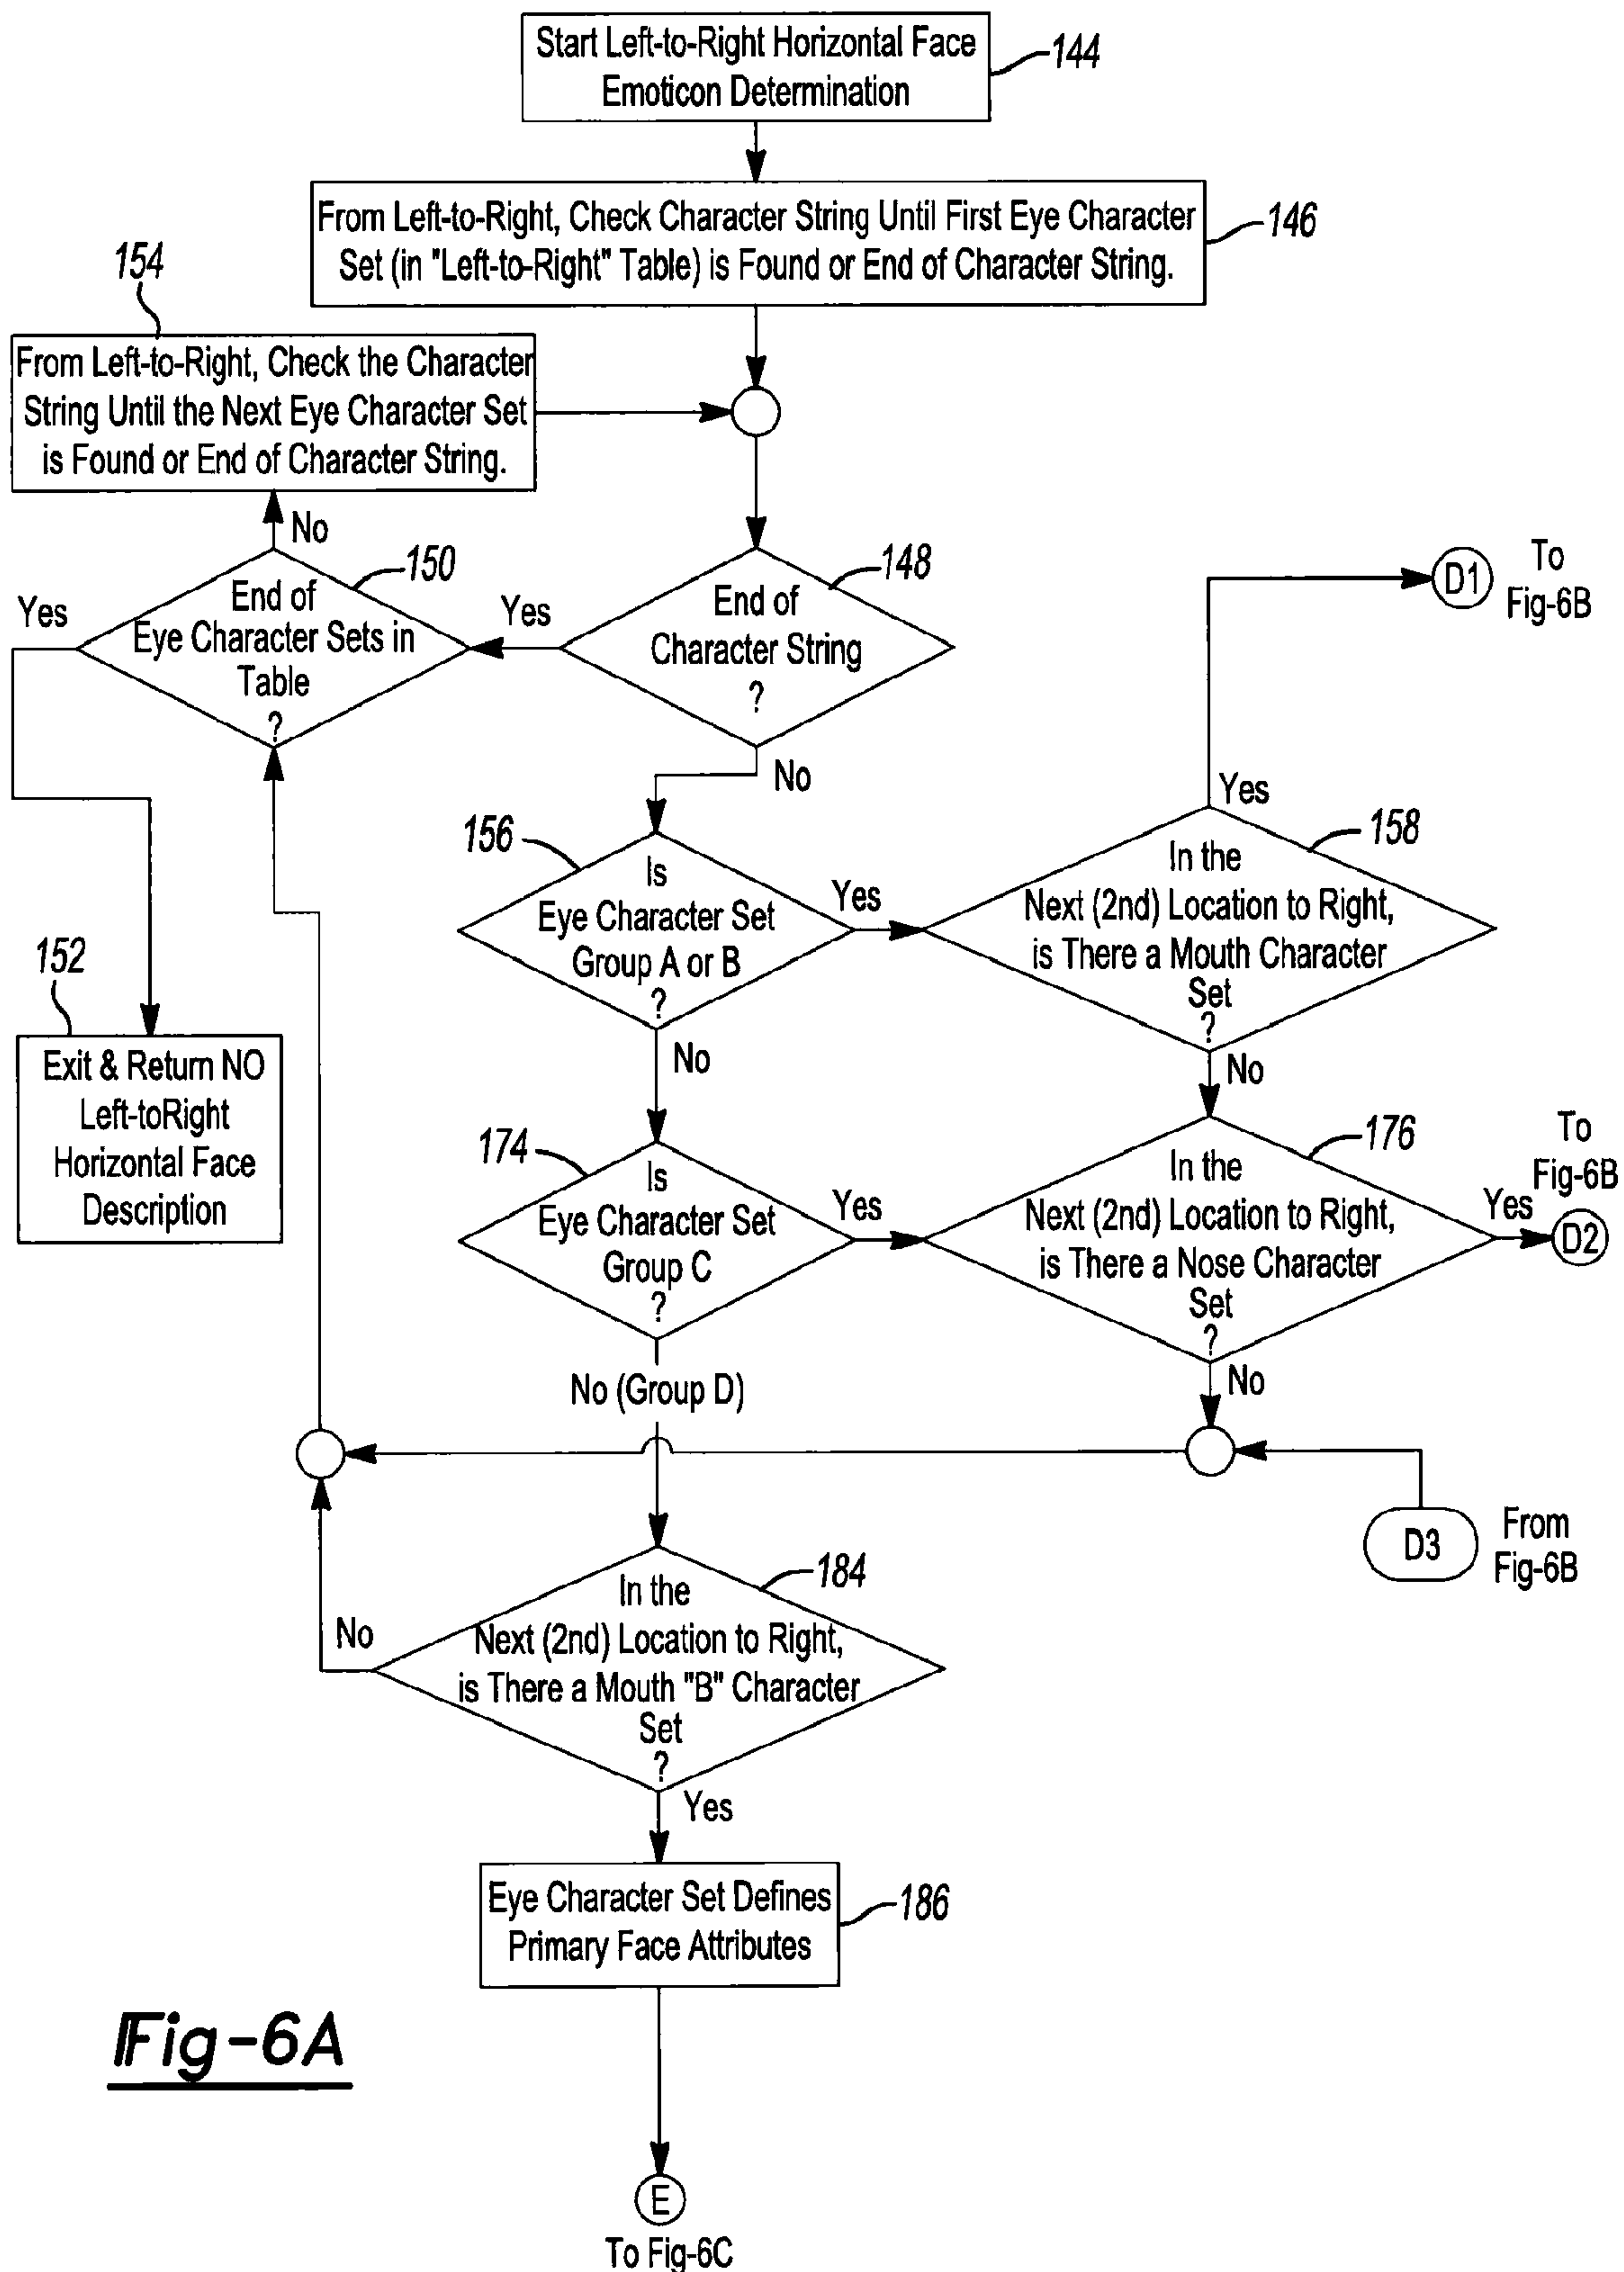 Start Left-to-Right Horizontal Face
Emoticon Determination
144
From Left-to-Right, Check Character String Until First Eye Character
Set (in "Left-to-Right" Table) is Found or End of Character String.
146
154
From Left-to-Right, Check the Character
String Until the Next Eye Character Set
is Found or End of Character String.
No
150
End of
Eye Character Sets in
Table
?
Yes
Yes
148
End of
Character String
?
No
D1
To
Fig-6B
152
Exit & Return NO
Left-toRight
Horizontal Face
Description
156
Is
Eye Character Set
Group A or B
?
Yes
No
Yes
158
In the
Next (2nd) Location to Right,
is There a Mouth Character
Set
?
No
174
Is
Eye Character Set
Group C
?
Yes
No (Group D)
176
In the
Next (2nd) Location to Right,
is There a Nose Character
Set
?
Yes
To
Fig-6B
D2
No
D3
From
Fig-6B
184
In the
Next (2nd) Location to Right,
is There a Mouth "B" Character
Set
?
No
Yes
Eye Character Set Defines
Primary Face Attributes
186
Fig-6A
E
To Fig-6C